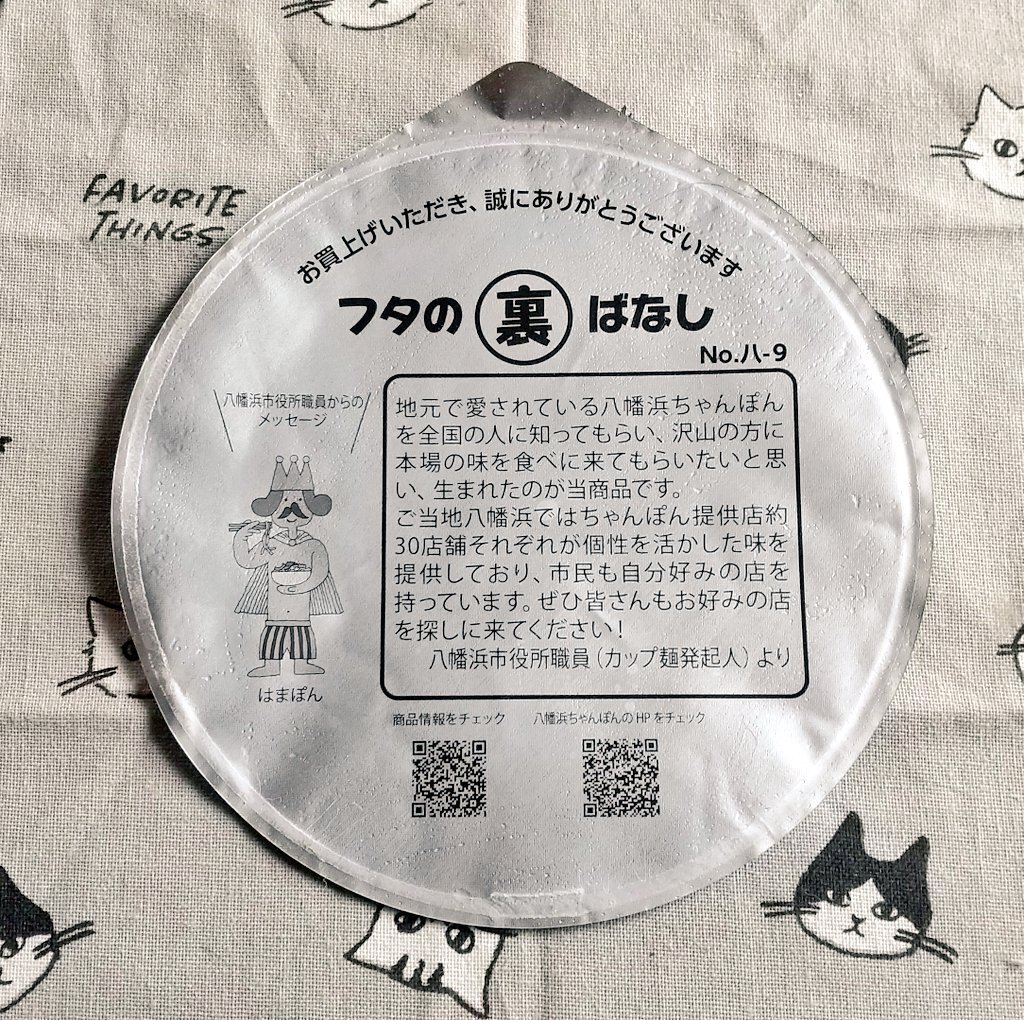 FAVORITE
THINGS
お買上げいただき、誠にありがとうございます
フタの裏ばなし
No.ハ-9
八幡浜市役所職員からの
メッセージ
はまぽん
地元で愛されている八幡浜ちゃんぽん
を全国の人に知ってもらい、沢山の方に
本場の味を食べに来てもらいたいと思
い、生まれたのが当商品です。
ご当地八幡浜ではちゃんぽん提供店約
30店舗それぞれが個性を活かした味を
提供しており、市民も自分好みの店を
持っています。ぜひ皆さんもお好みの店
を探しに来てください！
八幡浜市役所職員（カップ麺発起人）より
商品情報をチェック
八幡浜ちゃんぽんのHPをチェック